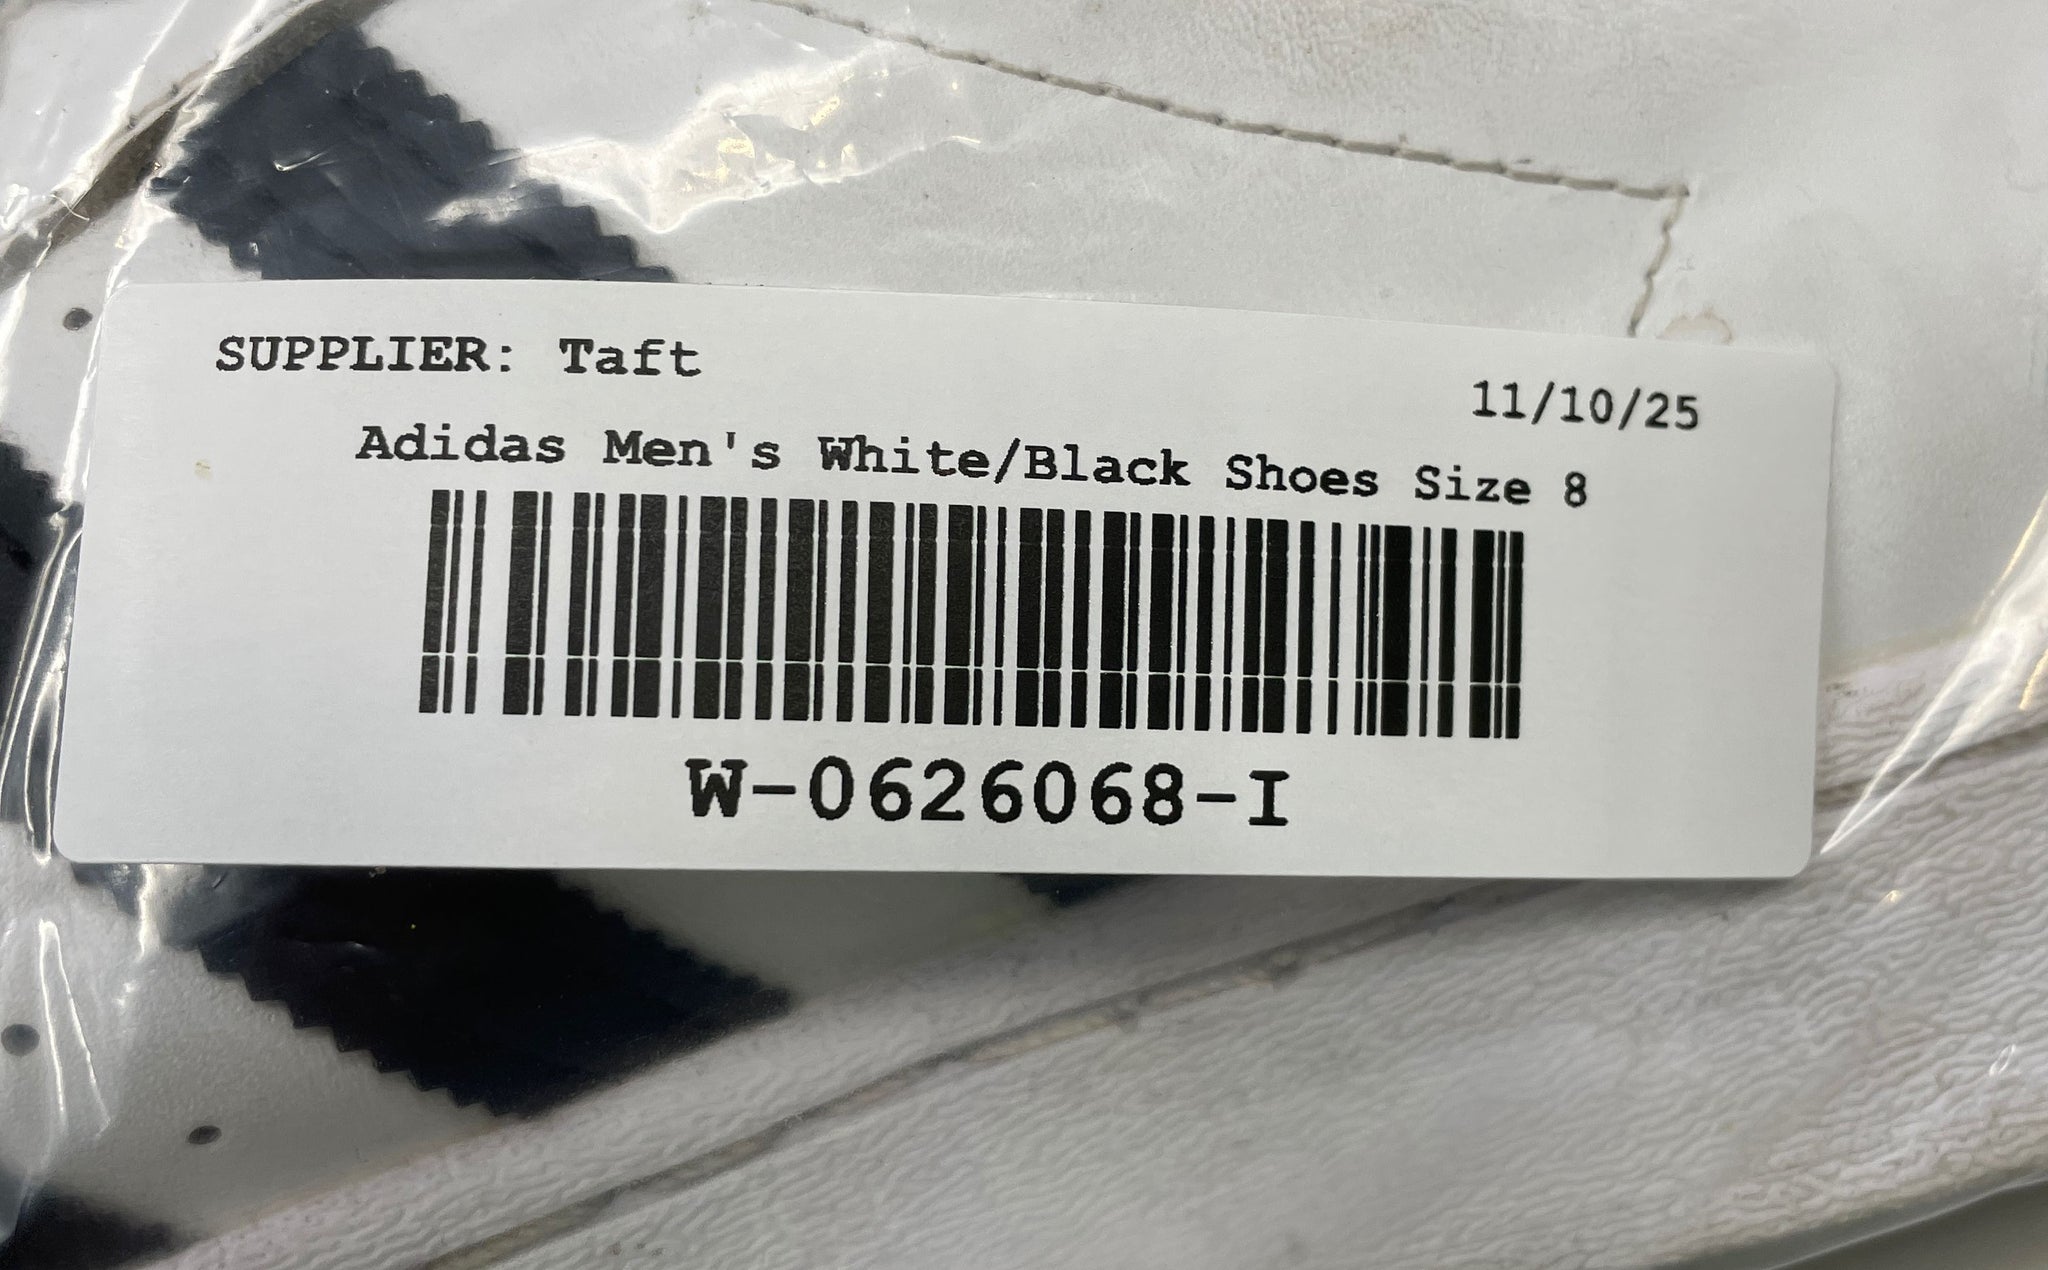 SUPPLIER: Taft
11/10/25
Adidas Men's White/Black Shoes Size 8
W-0626068-I